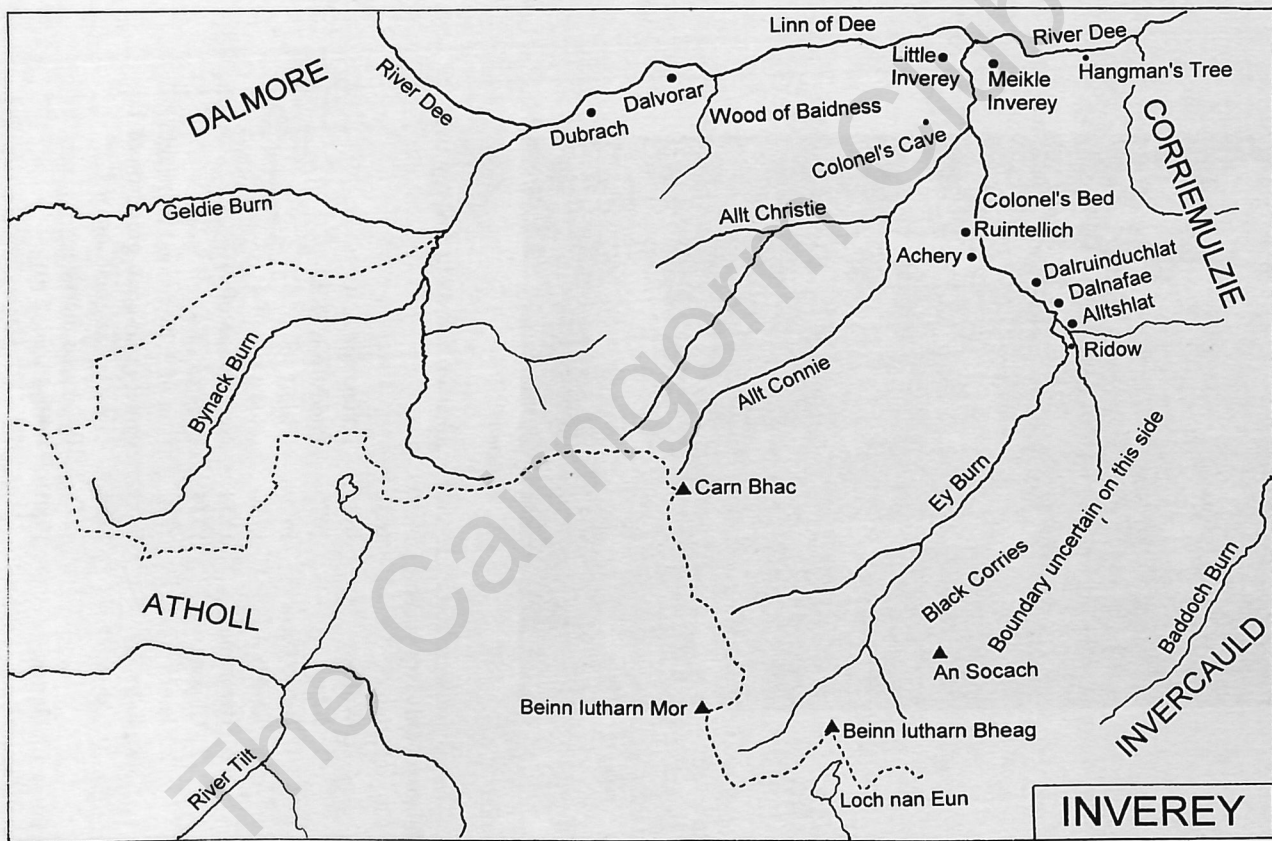 Linn of Dee
River Dee
Little
Inverey
Meikle
Inverey
Hangman's Tree
DALMORE
River Dee
Dalvorar
Dubrach
Wood of Baidness
Colonel's Cave
CORRIEMULZIE
Geldie Burn
Allt Christie
Colonel's Bed
Ruintellich
Achery
Dalruinduchlat
Dalnafae
Alltshlat
Ridow
Bynack Burn
Allt Connie
Carn Bhac
Ey Burn
Boundary uncertain on this side
Black Corries
Baddoch Burn
ATHOLL
An Socach
INVERCAULD
Beinn Iutharn Mor
Beinn Iutharn Bheag
River Tilt
Loch nan Eun
INVEREY
The Cairngorm Club